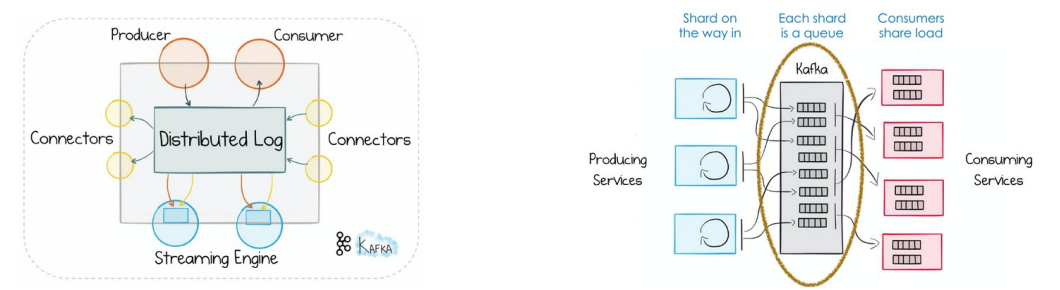 Producer
Consumer
Connectors
Distributed Log
Connectors
Streaming Engine
KAFKA
Shard on
the way in
Each shard
is a queue
Consumers
share load
Kafka
Producing
Services
Consuming
Services